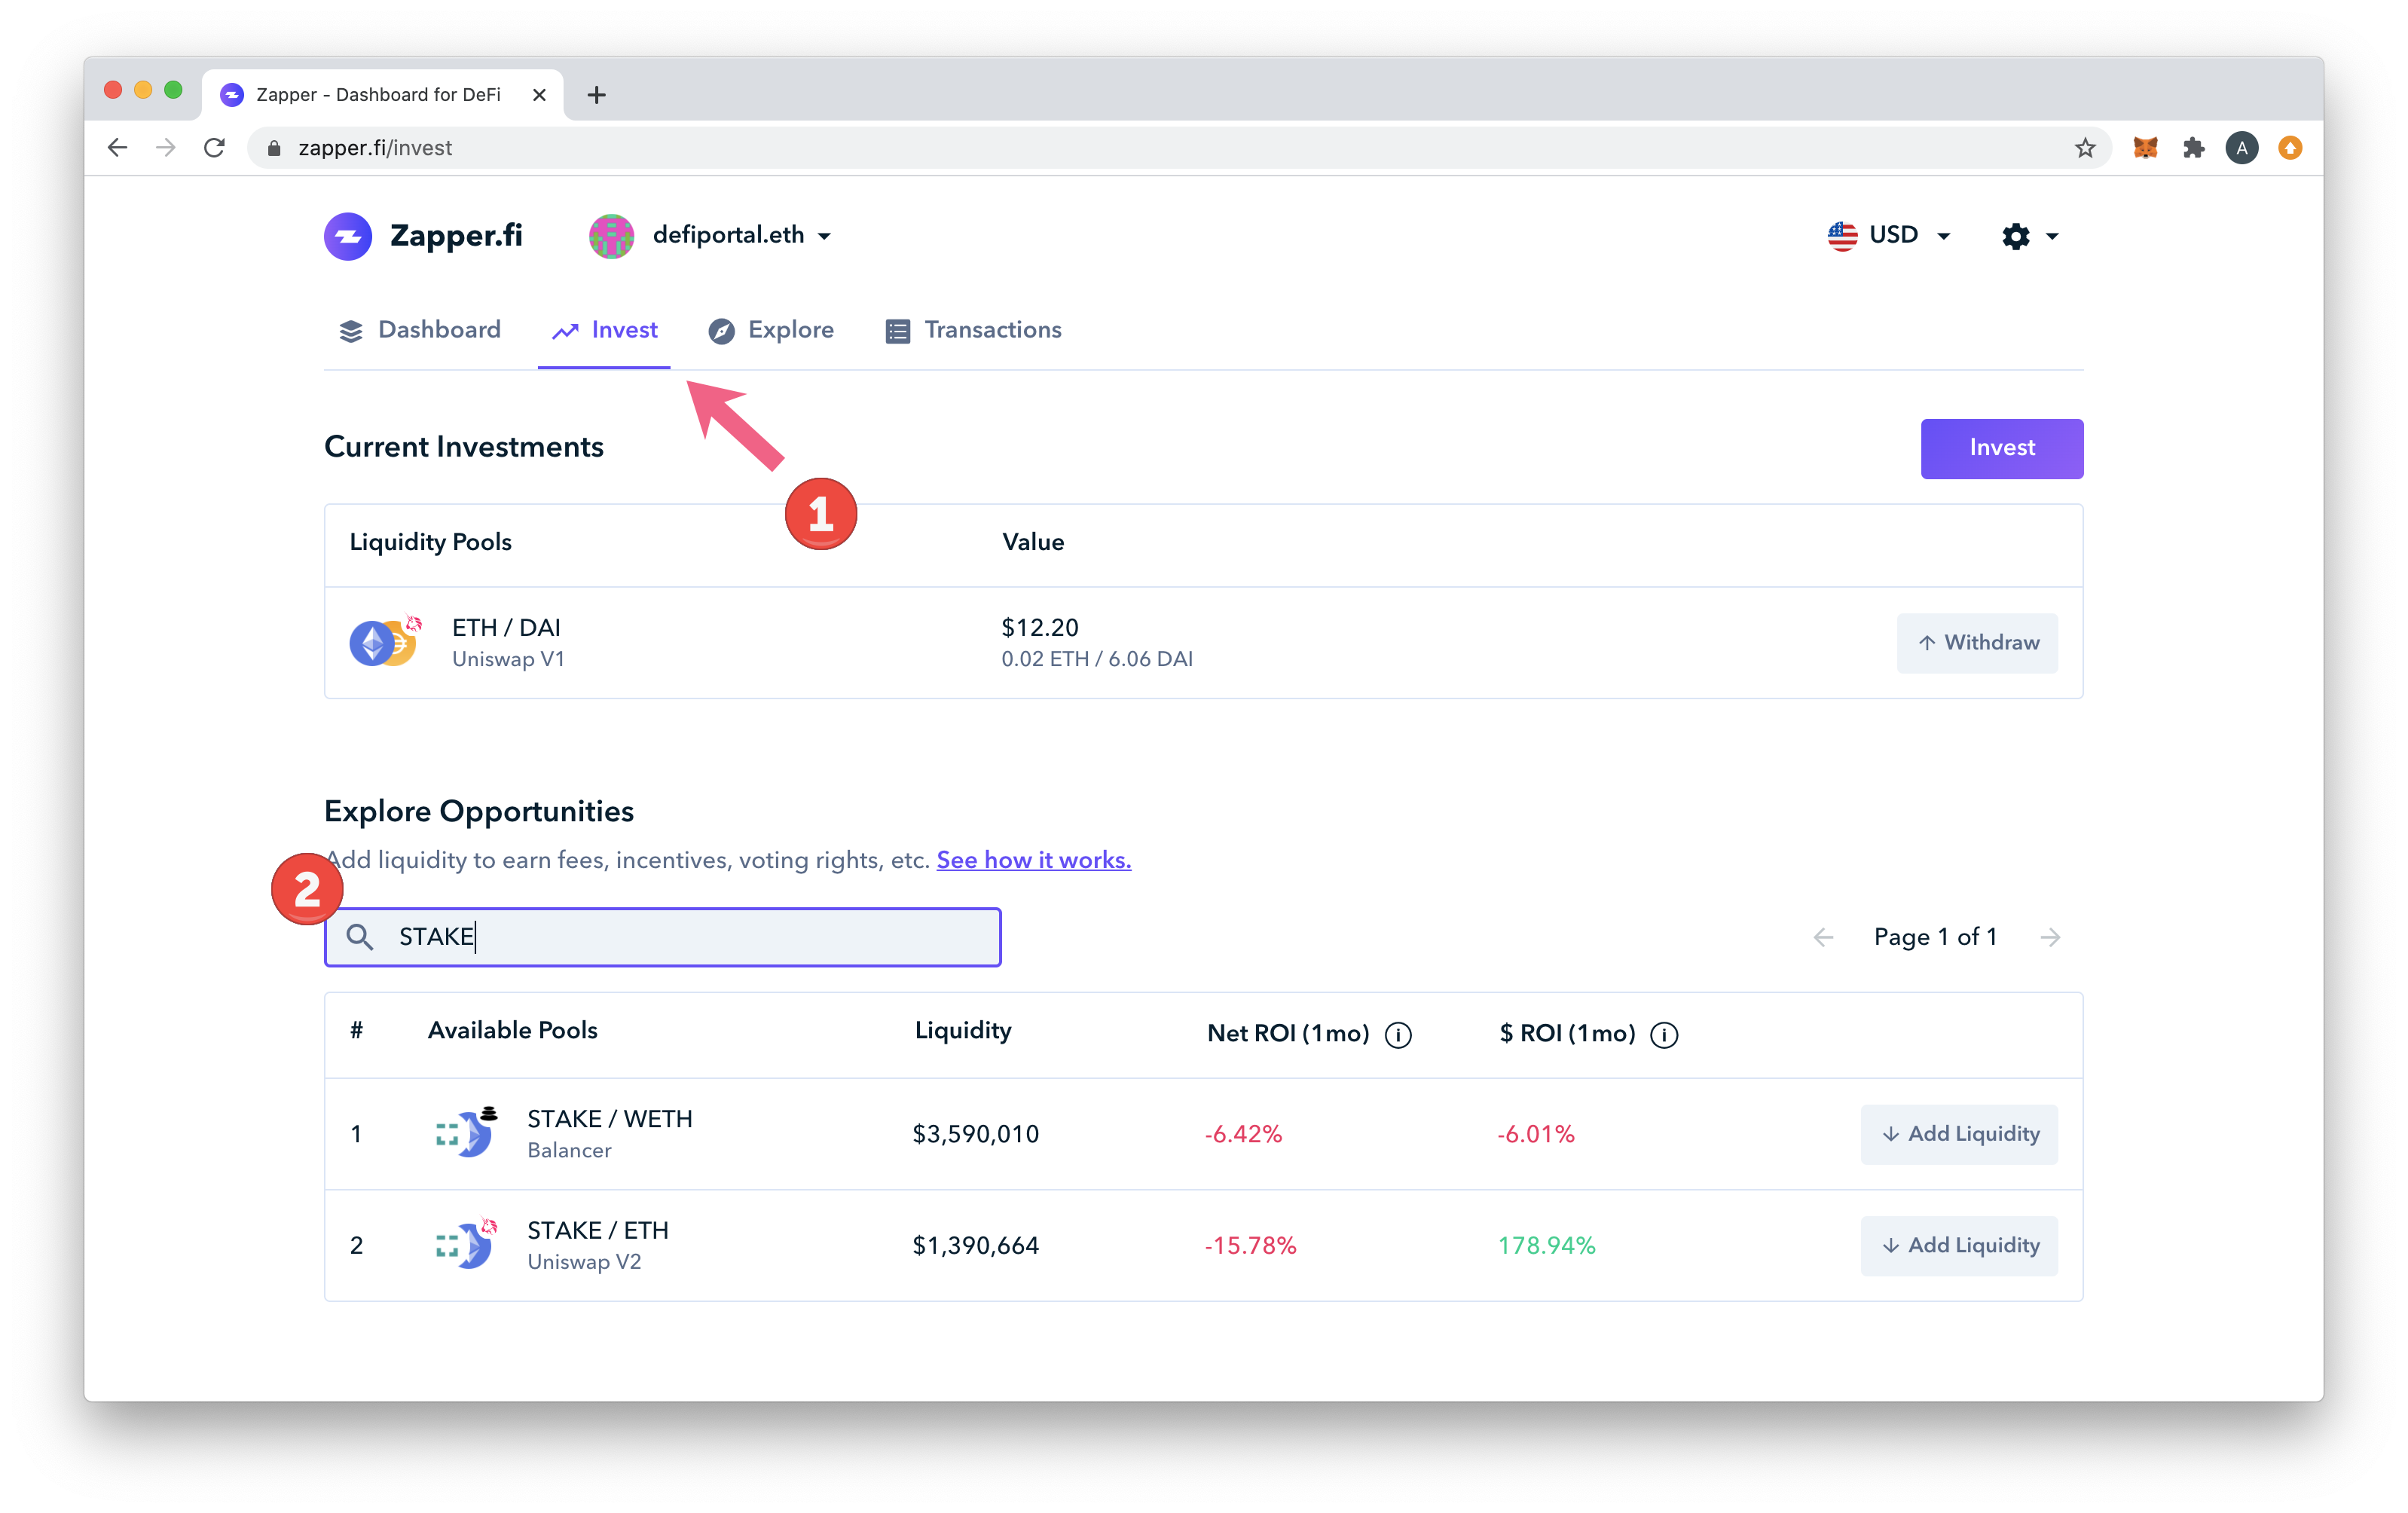 Zapper - Dashboard for DeFi
zapper.fi/invest
A
Zapper.fi
defiportal.eth
USD
Dashboard
Invest
Explore
Transactions
Current Investments
Invest
1
Liquidity Pools
Value
ETH / DAI
$12.20
Uniswap V1
0.02 ETH / 6.06 DAI
Withdraw
Explore Opportunities
Add liquidity to earn fees, incentives, voting rights, etc. See how it works.
2
STAKE
Page 1 of 1
#
Available Pools
Liquidity
Net ROI (1mo)
$ ROI (1mo)
1
STAKE / WETH
Balancer
$3,590,010
-6.42%
-6.01%
Add Liquidity
2
STAKE / ETH
Uniswap V2
$1,390,664
-15.78%
178.94%
Add Liquidity